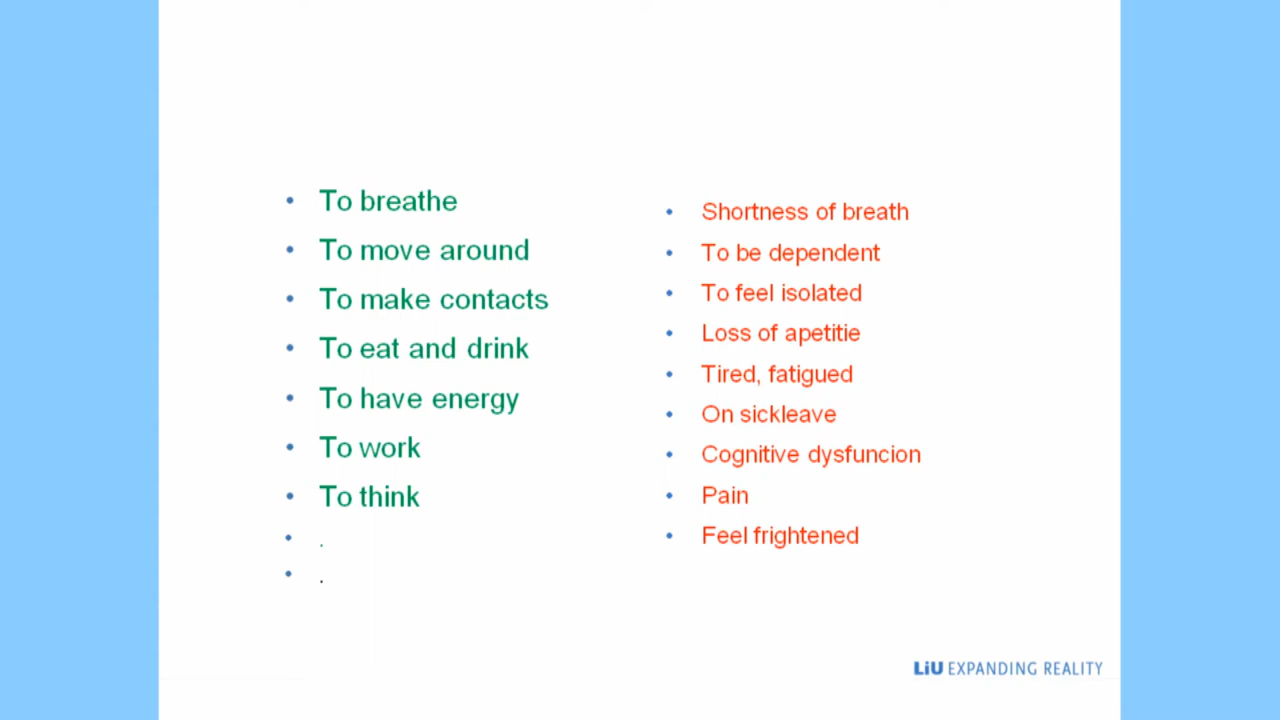 • To breathe
• To move around
• To make contacts
• To eat and drink
• To have energy
• To work
• To think
• .
• .
• Shortness of breath
• To be dependent
• To feel isolated
• Loss of apetitie
• Tired, fatigued
• On sickleave
• Cognitive dysfuncion
• Pain
• Feel frightened
LiU EXPANDING REALITY